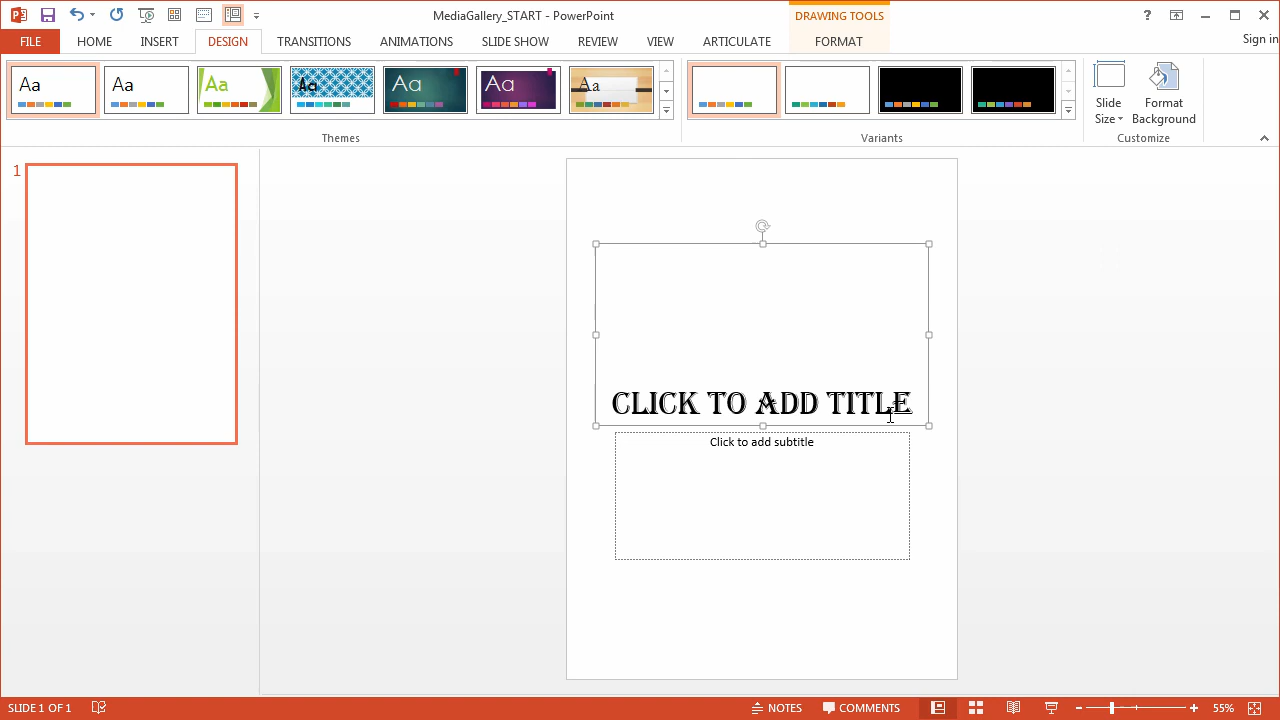 MediaGallery_START - PowerPoint
DRAWING TOOLS
?
Sign in
FILE
HOME
INSERT
DESIGN
TRANSITIONS
ANIMATIONS
SLIDE SHOW
REVIEW
VIEW
ARTICULATE
FORMAT
Aa
Aa
Aa
Aa
Aa
Aa
Aa
Slide
Size
Format
Background
Themes
Variants
Customize
1
CLICK TO ADD TITLE
Click to add subtitle
SLIDE 1 OF 1
NOTES
COMMENTS
55%